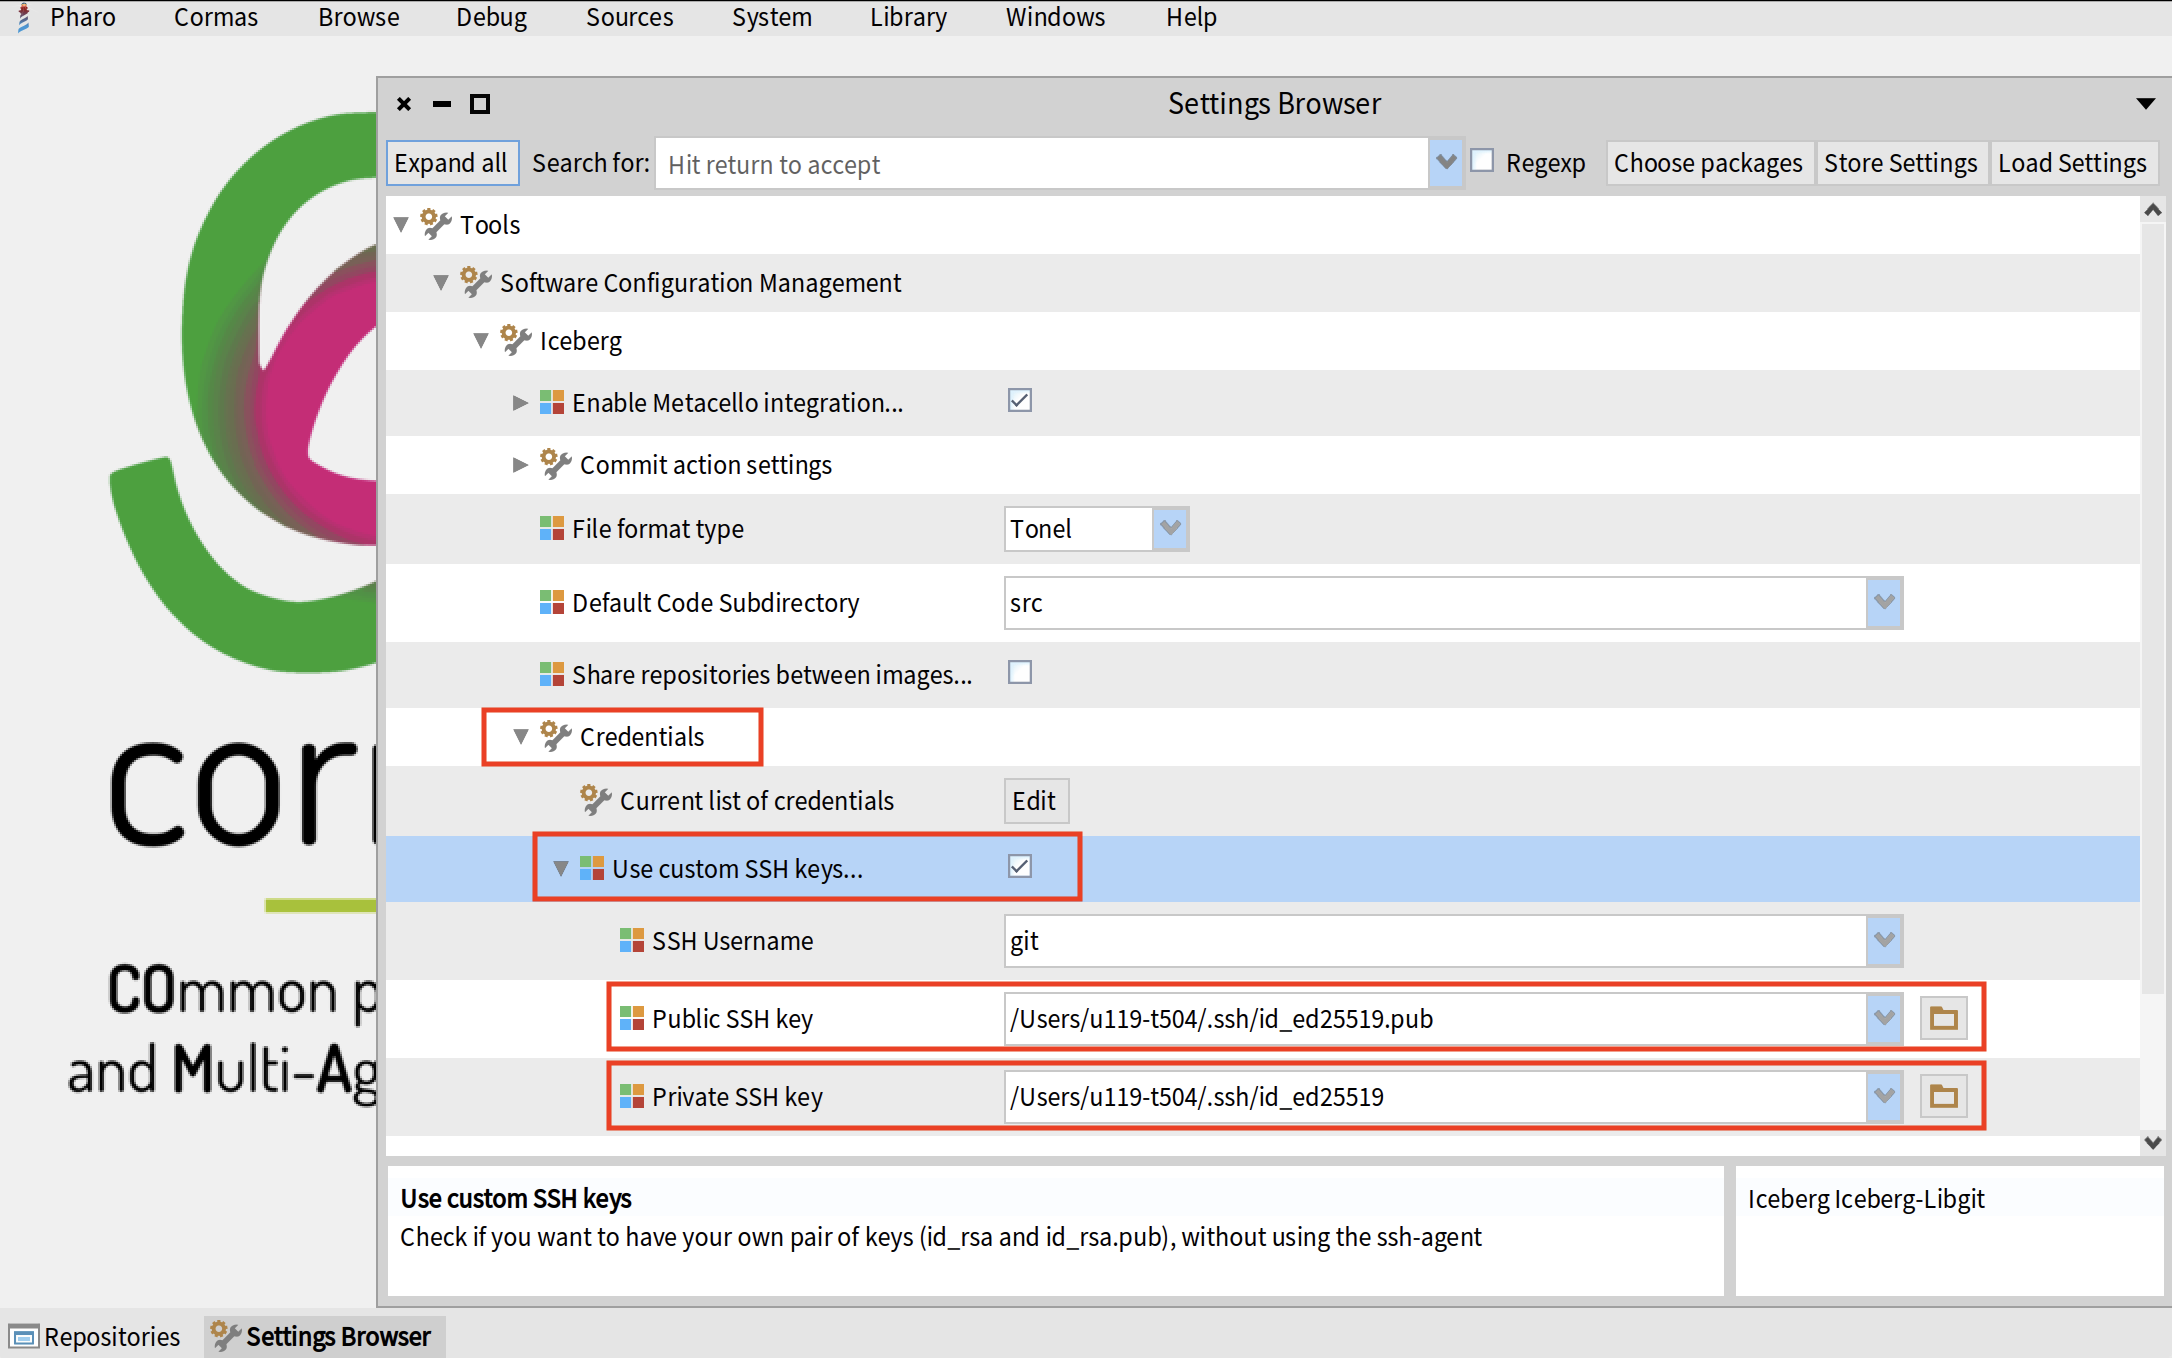 Pharo Cormas Browse Debug Sources System Library Windows Help
Settings Browser
Expand all Search for: Hit return to accept Regexp Choose packages Store Settings Load Settings
Tools
Software Configuration Management
Iceberg
Enable Metacello integration...
Commit action settings
File format type Tonel
Default Code Subdirectory src
Share repositories between images...
Credentials
Current list of credentials Edit
Use custom SSH keys...
SSH Username git
Public SSH key /Users/u119-t504/.ssh/id_ed25519.pub
Private SSH key /Users/u119-t504/.ssh/id_ed25519
cor
COmmon p
and Multi-Ag
Use custom SSH keys
Check if you want to have your own pair of keys (id_rsa and id_rsa.pub), without using the ssh-agent
Iceberg Iceberg-Libgit
Repositories Settings Browser